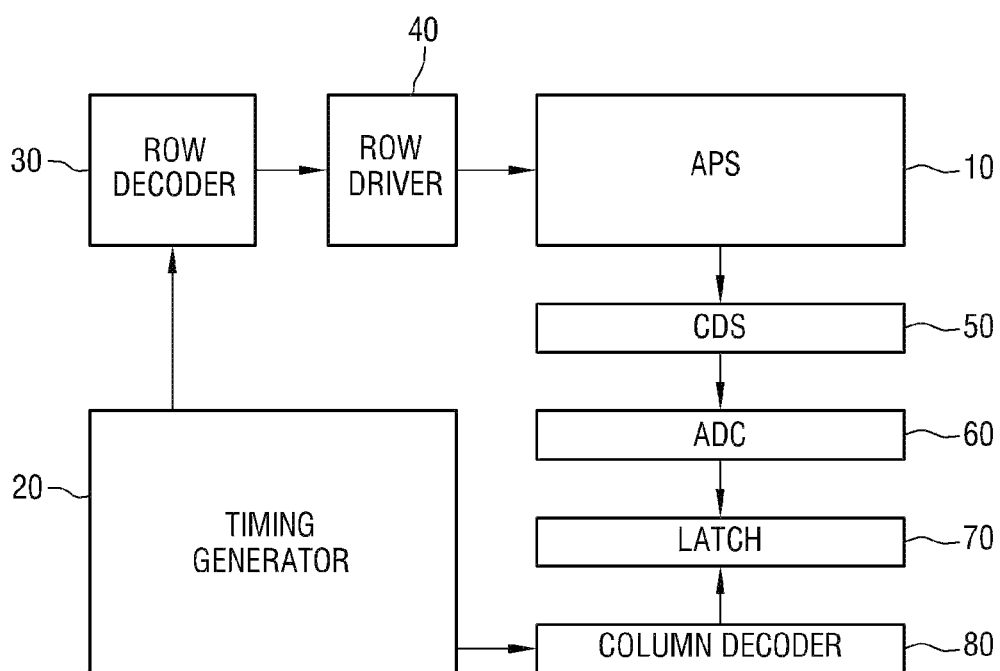 40
30
ROW
DECODER
ROW
DRIVER
APS
10
CDS
50
ADC
60
20
TIMING
GENERATOR
LATCH
70
COLUMN DECODER
80